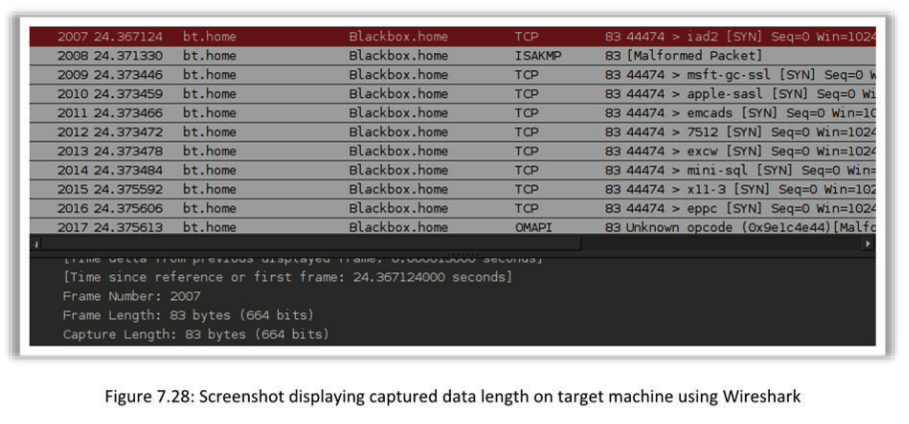 2007 24.367124 bt.home Blackbox.home TCP 83 44474 > iad2 [SYN] Seq=0 Win=1024
2008 24.371330 bt.home Blackbox.home ISAKMP 83 [Malformed Packet]
2009 24.373446 bt.home Blackbox.home TCP 83 44474 > msft-gc-ssl [SYN] Seq=0 W
2010 24.373459 bt.home Blackbox.home TCP 83 44474 > apple-sasl [SYN] Seq=0 Wi
2011 24.373466 bt.home Blackbox.home TCP 83 44474 > emcads [SYN] Seq=0 Win=10
2012 24.373472 bt.home Blackbox.home TCP 83 44474 > 7512 [SYN] Seq=0 Win=1024
2013 24.373478 bt.home Blackbox.home TCP 83 44474 > excw [SYN] Seq=0 Win=1024
2014 24.373484 bt.home Blackbox.home TCP 83 44474 > mini-sql [SYN] Seq=0 Win=
2015 24.375592 bt.home Blackbox.home TCP 83 44474 > x11-3 [SYN] Seq=0 Win=102
2016 24.375606 bt.home Blackbox.home TCP 83 44474 > eppc [SYN] Seq=0 Win=1024
2017 24.375613 bt.home Blackbox.home OMAPI 83 Unknown opcode (0x9e1c4e44)[Malfo
[Time delta from previous displayed frame: 0.000013000 seconds]
[Time since reference or first frame: 24.367124000 seconds]
Frame Number: 2007
Frame Length: 83 bytes (664 bits)
Capture Length: 83 bytes (664 bits)
Figure 7.28: Screenshot displaying captured data length on target machine using Wireshark